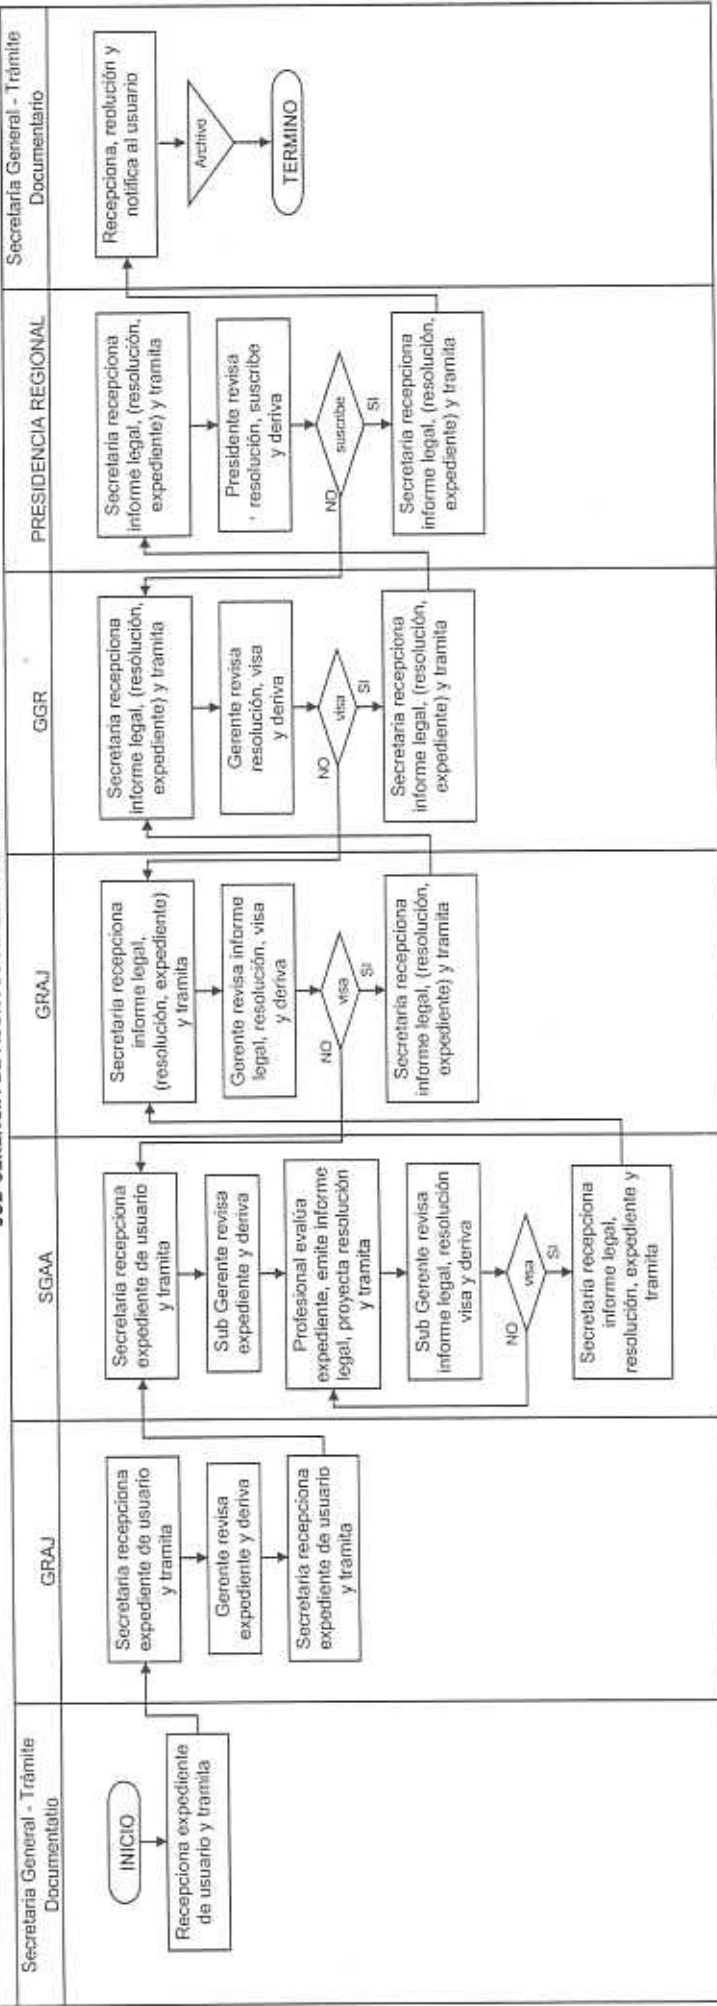 Secretaria General - Trámite
Documentatio
INICIO
Recepciona expediente
de usuario y tramita
GRAJ
Secretaria recepciona
expediente de usuario
y tramita
Gerente revisa
expediente y deriva
Secretaria recepciona
expediente de usuario
y tramita
SGAA
Secretaria recepciona
expediente de usuario
y tramita
Sub Gerente revisa
expediente y deriva
Profesional evalúa
expediente, emite informe
legal, proyecta resolución
y tramita
Sub Gerente revisa
informe legal, resolución
visa y deriva
visa
NO
SI
Secretaria recepciona
informe legal,
resolución, expediente y
tramita
GRAJ
Secretaria recepciona
informe legal,
(resolución, expediente)
y tramita
Gerente revisa informe
legal, resolución, visa
y deriva
visa
NO
SI
Secretaria recepciona
informe legal, (resolución,
expediente) y tramita
GGR
Secretaria recepciona
informe legal, (resolución,
expediente) y tramita
Gerente revisa
resolución, visa
y deriva
visa
NO
SI
Secretaria recepciona
informe legal, (resolución,
expediente) y tramita
PRESIDENCIA REGIONAL
Secretaria recepciona
informe legal, (resolución,
expediente) y tramita
Presidente revisa
resolución, suscribe
y deriva
suscribe
NO
SI
Secretaria recepciona
informe legal, (resolución,
expediente) y tramita
Secretaría General - Trámite
Documentario
Recepciona, reolución y
notifica al usuario
Archivo
TERMINO